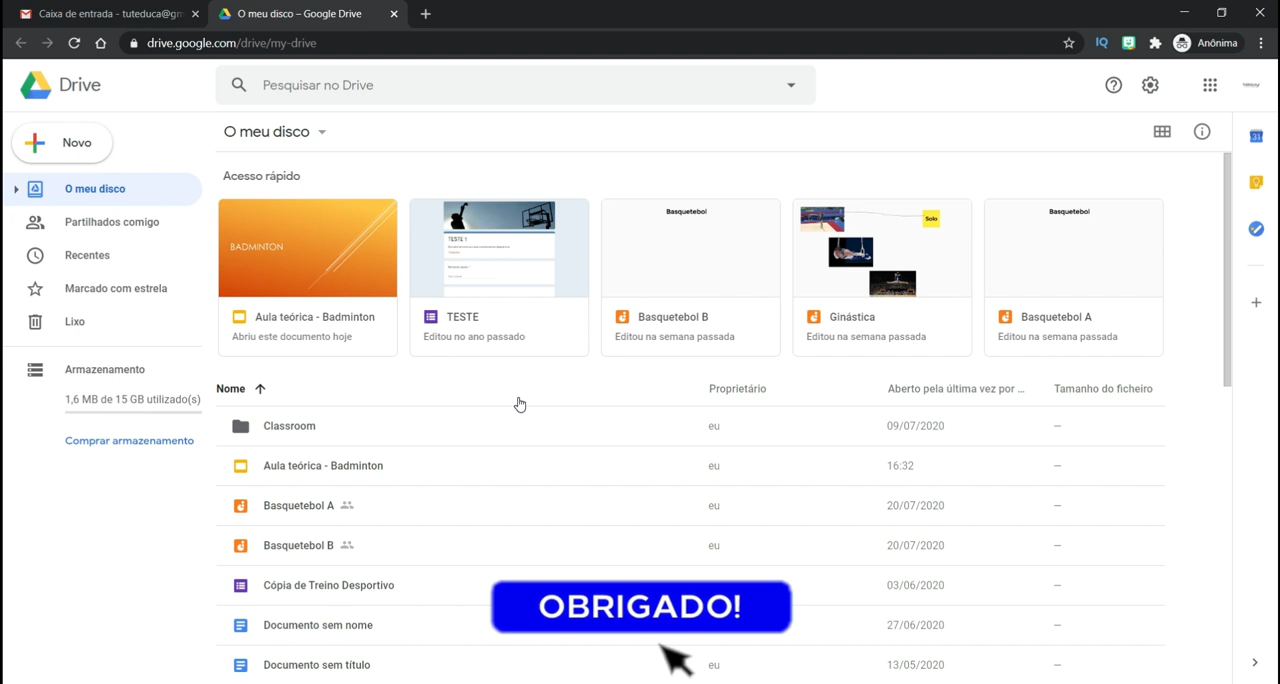 Caixa de entrada - tuteduca@gm
O meu disco – Google Drive
drive.google.com/drive/my-drive
IQ
Anónima
Drive
Pesquisar no Drive
Novo
O meu disco
31
O meu disco
Partilhados comigo
Recentes
Marcado com estrela
Lixo
Armazenamento
1,6 MB de 15 GB utilizado(s)
Comprar armazenamento
Acesso rápido
BADMINTON
TESTE 1
Basquetebol
Solo
Basquetebol
Aula teórica - Badminton
Abriu este documento hoje
TESTE
Editou no ano passado
Basquetebol B
Editou na semana passada
Ginástica
Editou na semana passada
Basquetebol A
Editou na semana passada
Nome Proprietário Aberto pela última vez por ... Tamanho do ficheiro
Classroom eu 09/07/2020 —
Aula teórica - Badminton eu 16:32 —
Basquetebol A eu 20/07/2020 —
Basquetebol B eu 20/07/2020 —
Cópia de Treino Desportivo 03/06/2020 —
OBRIGADO!
Documento sem nome 27/06/2020 —
Documento sem título eu 13/05/2020 —